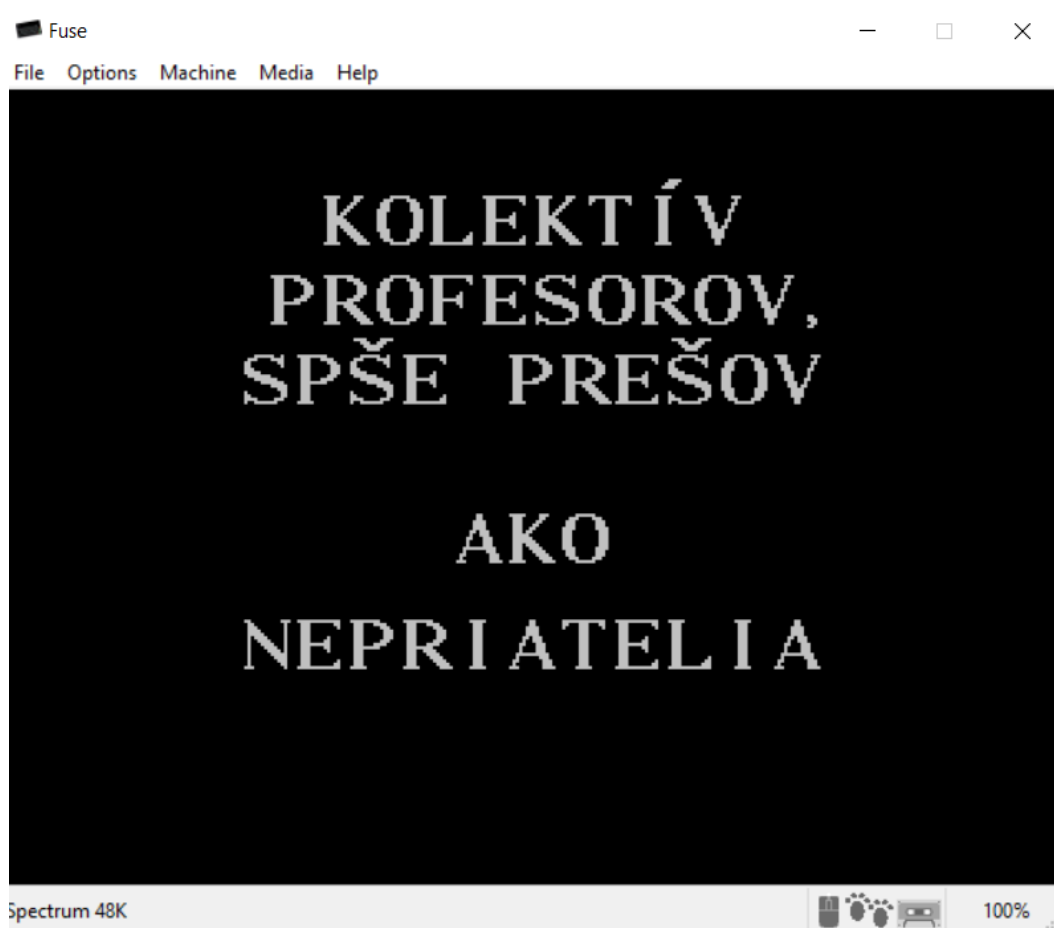 Fuse
File Options Machine Media Help
KOLEKTÍV
PROFESOROV,
SPŠE PREŠOV
AKO
NEPRIATELIA
Spectrum 48K 100%